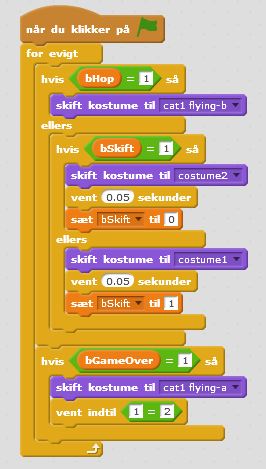 når du klikker på
for evigt
hvis bHop = 1 så
skift kostume til cat1 flying-b
ellers
hvis bSkift = 1 så
skift kostume til costume2
vent 0.05 sekunder
sæt bSkift til 0
ellers
skift kostume til costume1
vent 0.05 sekunder
sæt bSkift til 1
hvis bGameOver = 1 så
skift kostume til cat1 flying-a
vent indtil 1 = 2